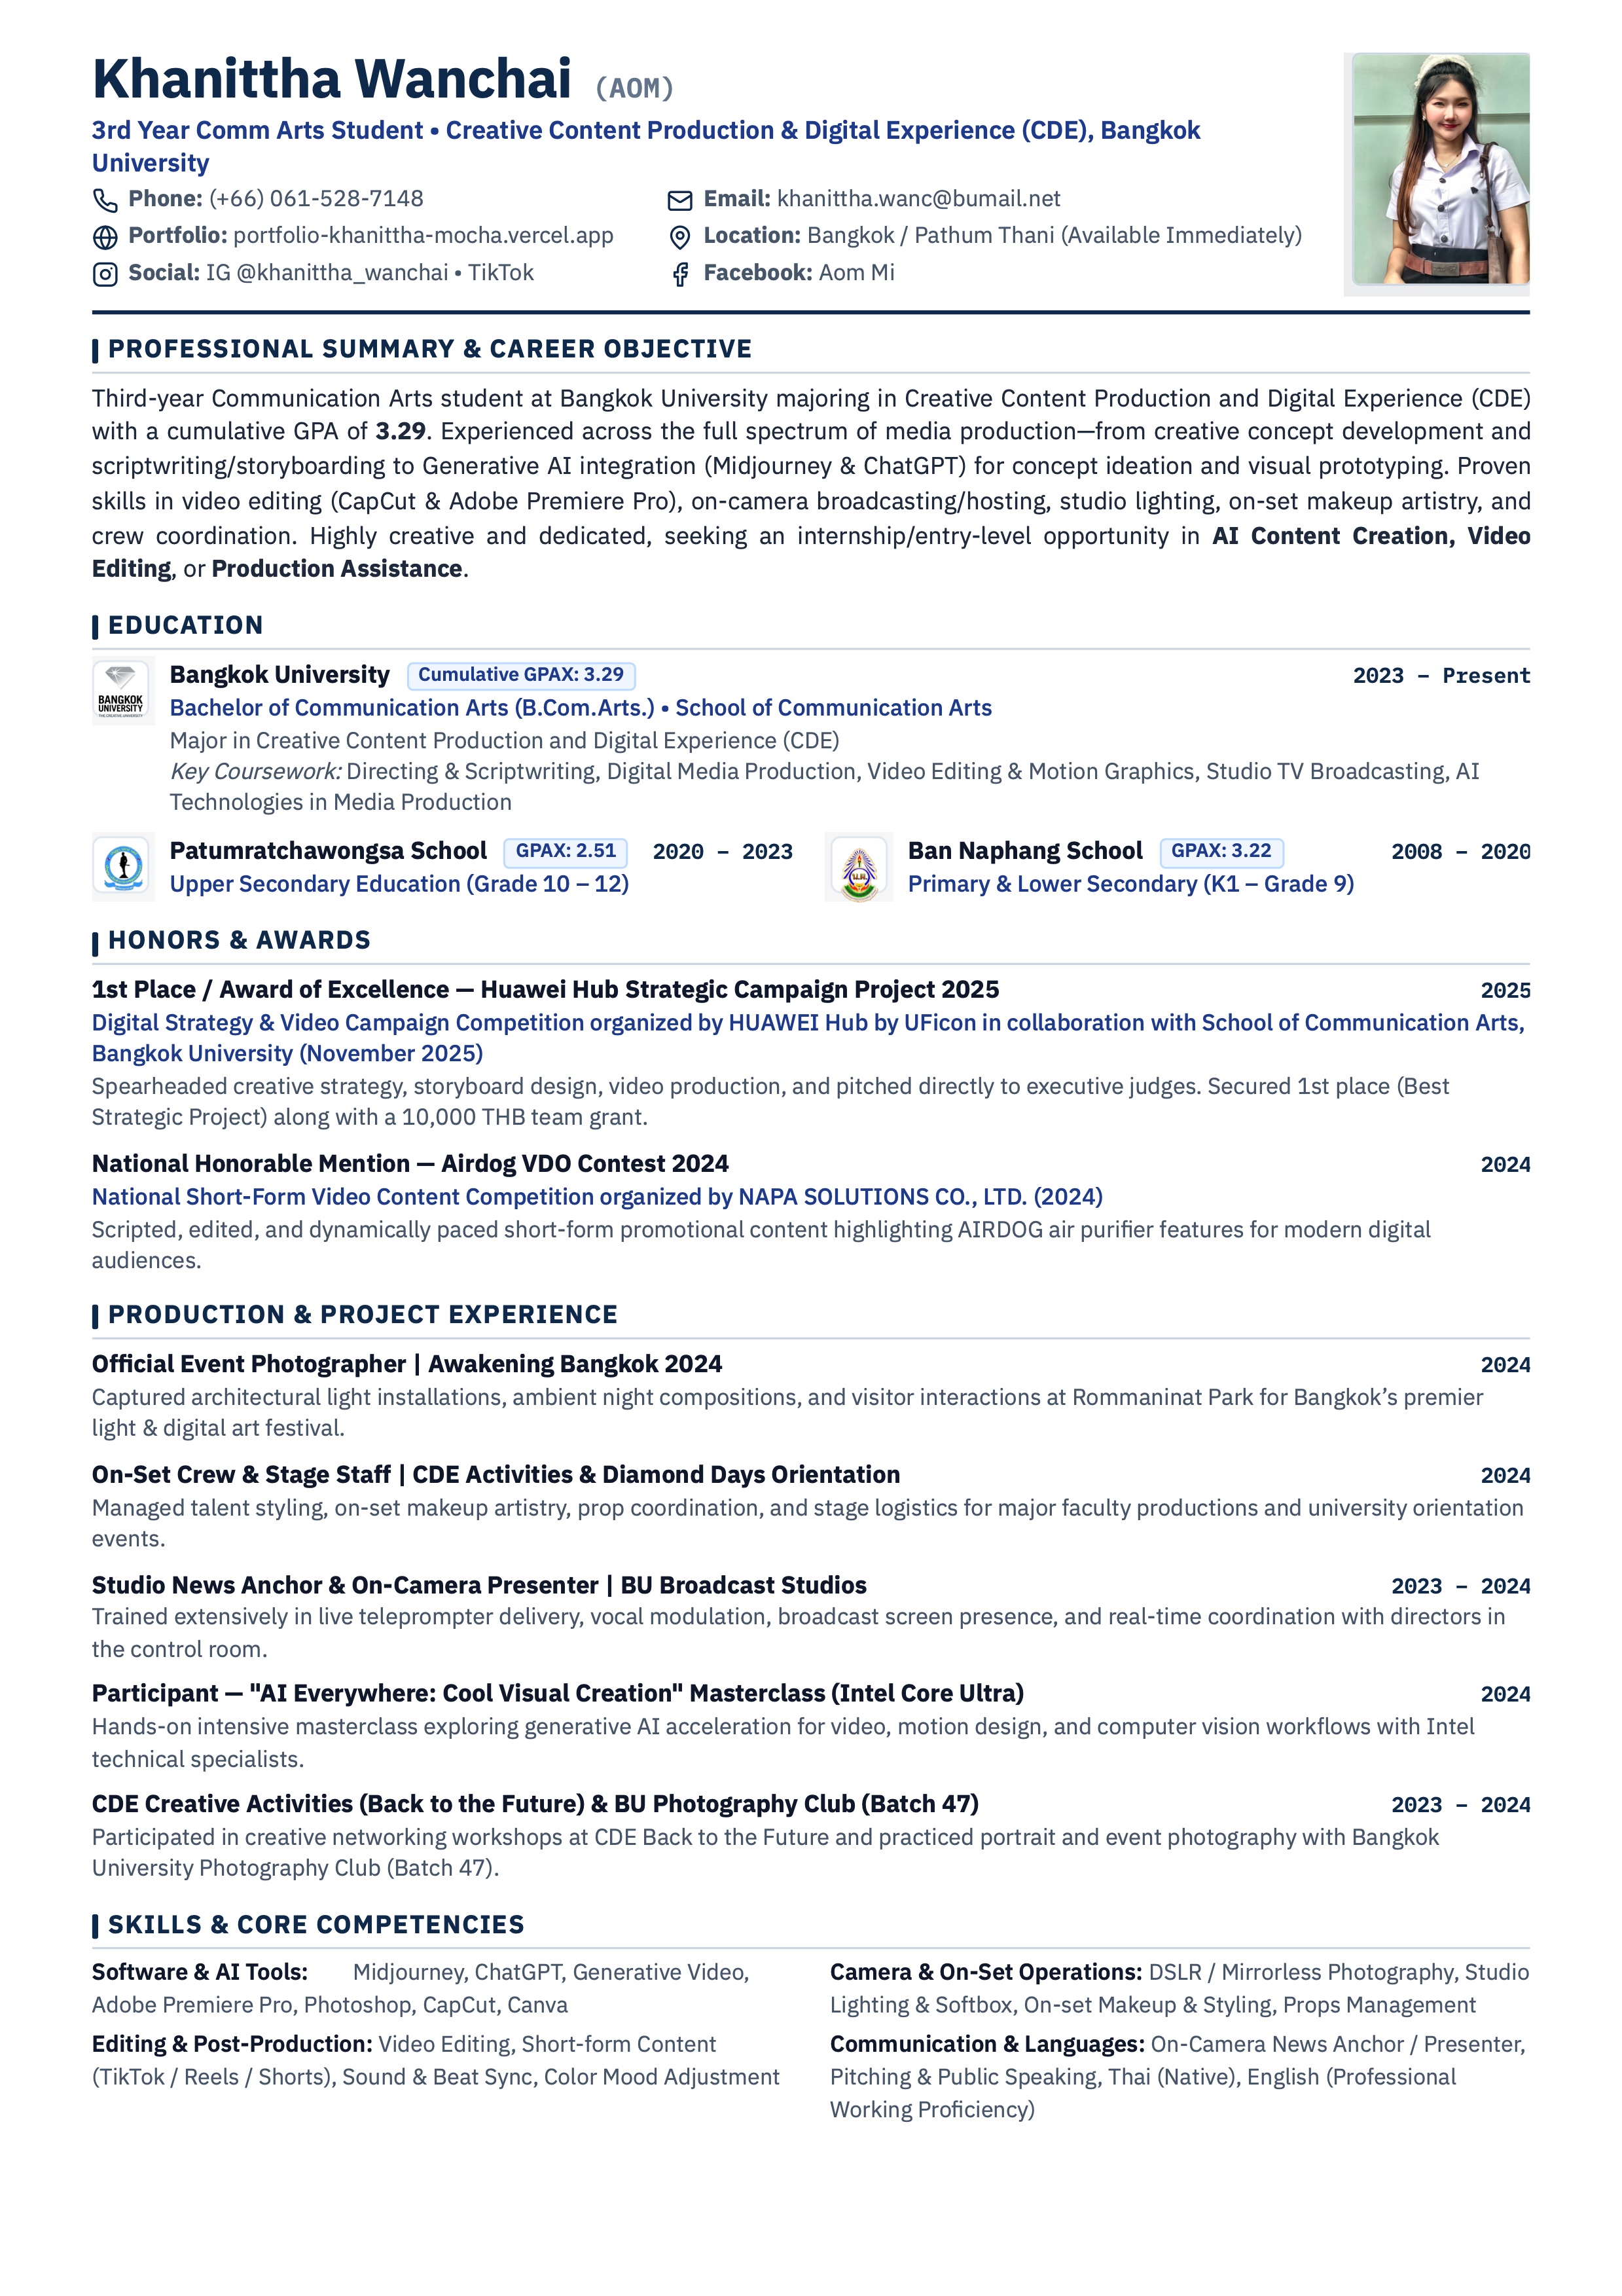 Khanittha Wanchai (AOM)
3rd Year Comm Arts Student • Creative Content Production & Digital Experience (CDE), Bangkok
University
Phone: (+66) 061-528-7148
Email: khanittha.wanc@bumail.net
Portfolio: portfolio-khanittha-mocha.vercel.app
Location: Bangkok / Pathum Thani (Available Immediately)
Social: IG @khanittha_wanchai • TikTok
Facebook: Aom Mi
PROFESSIONAL SUMMARY & CAREER OBJECTIVE
Third-year Communication Arts student at Bangkok University majoring in Creative Content Production and Digital Experience (CDE)
with a cumulative GPA of 3.29. Experienced across the full spectrum of media production—from creative concept development and
scriptwriting/storyboarding to Generative AI integration (Midjourney & ChatGPT) for concept ideation and visual prototyping. Proven
skills in video editing (CapCut & Adobe Premiere Pro), on-camera broadcasting/hosting, studio lighting, on-set makeup artistry, and
crew coordination. Highly creative and dedicated, seeking an internship/entry-level opportunity in AI Content Creation, Video
Editing, or Production Assistance.
EDUCATION
BANGKOK
UNIVERSITY
THE CREATIVE UNIVERSITY
Bangkok University Cumulative GPAX: 3.29 2023 – Present
Bachelor of Communication Arts (B.Com.Arts.) • School of Communication Arts
Major in Creative Content Production and Digital Experience (CDE)
Key Coursework: Directing & Scriptwriting, Digital Media Production, Video Editing & Motion Graphics, Studio TV Broadcasting, AI
Technologies in Media Production
Patumratchawongsa School GPAX: 2.51 2020 – 2023
Upper Secondary Education (Grade 10 – 12)
Ban Naphang School GPAX: 3.22 2008 – 2020
Primary & Lower Secondary (K1 – Grade 9)
HONORS & AWARDS
1st Place / Award of Excellence — Huawei Hub Strategic Campaign Project 2025 2025
Digital Strategy & Video Campaign Competition organized by HUAWEI Hub by UFicon in collaboration with School of Communication Arts,
Bangkok University (November 2025)
Spearheaded creative strategy, storyboard design, video production, and pitched directly to executive judges. Secured 1st place (Best
Strategic Project) along with a 10,000 THB team grant.
National Honorable Mention — Airdog VDO Contest 2024 2024
National Short-Form Video Content Competition organized by NAPA SOLUTIONS CO., LTD. (2024)
Scripted, edited, and dynamically paced short-form promotional content highlighting AIRDOG air purifier features for modern digital
audiences.
PRODUCTION & PROJECT EXPERIENCE
Official Event Photographer | Awakening Bangkok 2024 2024
Captured architectural light installations, ambient night compositions, and visitor interactions at Rommaninat Park for Bangkok’s premier
light & digital art festival.
On-Set Crew & Stage Staff | CDE Activities & Diamond Days Orientation 2024
Managed talent styling, on-set makeup artistry, prop coordination, and stage logistics for major faculty productions and university orientation
events.
Studio News Anchor & On-Camera Presenter | BU Broadcast Studios 2023 – 2024
Trained extensively in live teleprompter delivery, vocal modulation, broadcast screen presence, and real-time coordination with directors in
the control room.
Participant — "AI Everywhere: Cool Visual Creation" Masterclass (Intel Core Ultra) 2024
Hands-on intensive masterclass exploring generative AI acceleration for video, motion design, and computer vision workflows with Intel
technical specialists.
CDE Creative Activities (Back to the Future) & BU Photography Club (Batch 47) 2023 – 2024
Participated in creative networking workshops at CDE Back to the Future and practiced portrait and event photography with Bangkok
University Photography Club (Batch 47).
SKILLS & CORE COMPETENCIES
Software & AI Tools: Midjourney, ChatGPT, Generative Video,
Adobe Premiere Pro, Photoshop, CapCut, Canva
Editing & Post-Production: Video Editing, Short-form Content
(TikTok / Reels / Shorts), Sound & Beat Sync, Color Mood Adjustment
Camera & On-Set Operations: DSLR / Mirrorless Photography, Studio
Lighting & Softbox, On-set Makeup & Styling, Props Management
Communication & Languages: On-Camera News Anchor / Presenter,
Pitching & Public Speaking, Thai (Native), English (Professional
Working Proficiency)